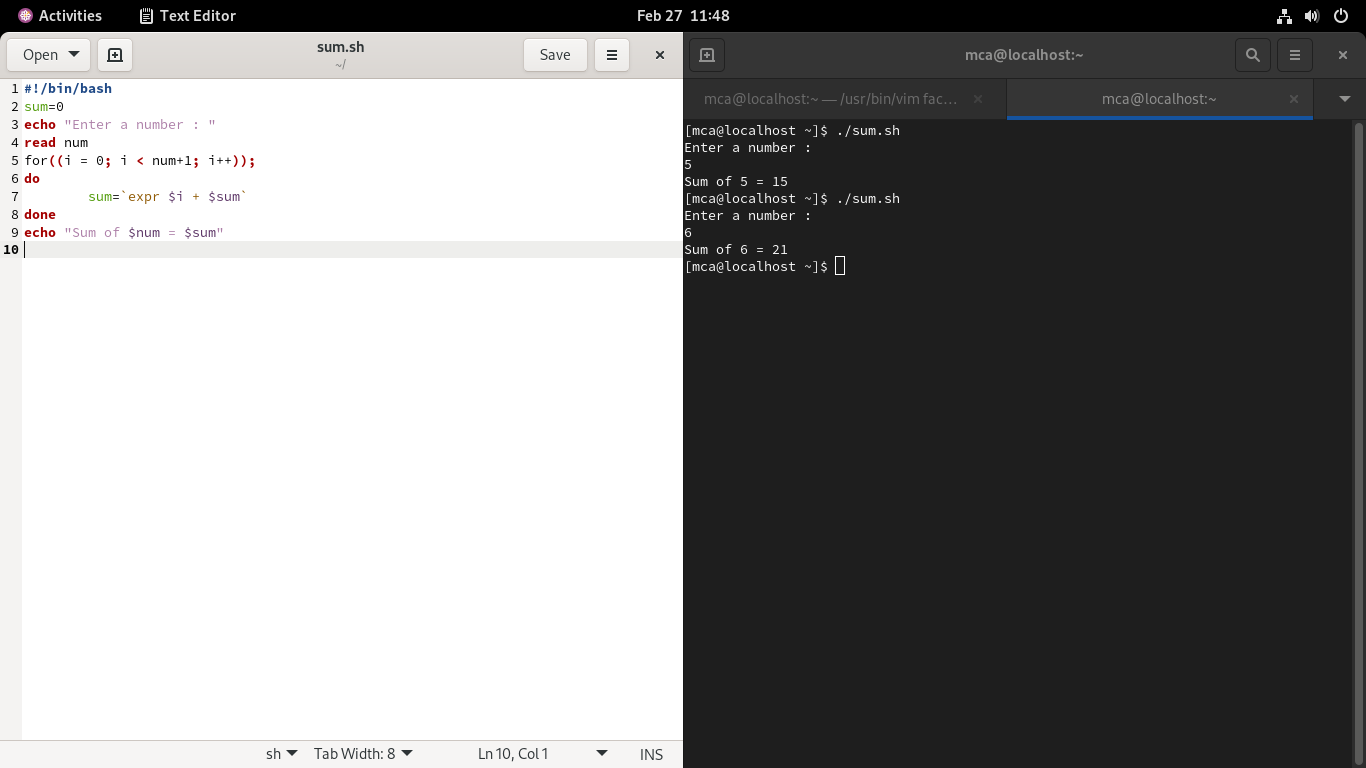 Activities Text Editor Feb 27 11:48
Open sum.sh Save
~/
1 #!/bin/bash
2 sum=0
3 echo "Enter a number : "
4 read num
5 for((i = 0; i < num+1; i++));
6 do
7         sum=`expr $i + $sum`
8 done
9 echo "Sum of $num = $sum"
10
sh Tab Width: 8 Ln 10, Col 1 INS
mca@localhost:~
mca@localhost:~ — /usr/bin/vim fac… mca@localhost:~
[mca@localhost ~]$ ./sum.sh
Enter a number :
5
Sum of 5 = 15
[mca@localhost ~]$ ./sum.sh
Enter a number :
6
Sum of 6 = 21
[mca@localhost ~]$